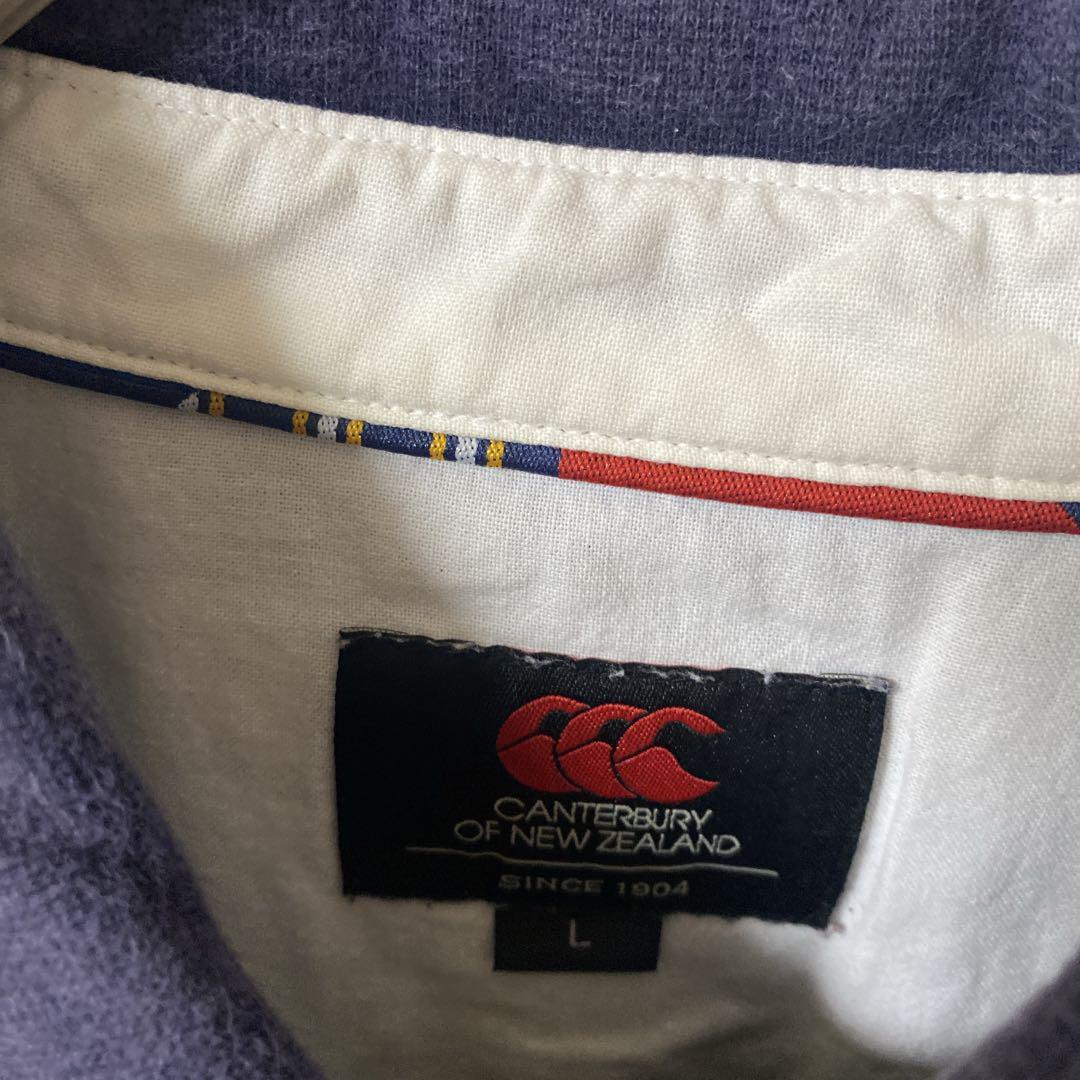 CANTERBURY
OF NEW ZEALAND
SINCE 1904
L